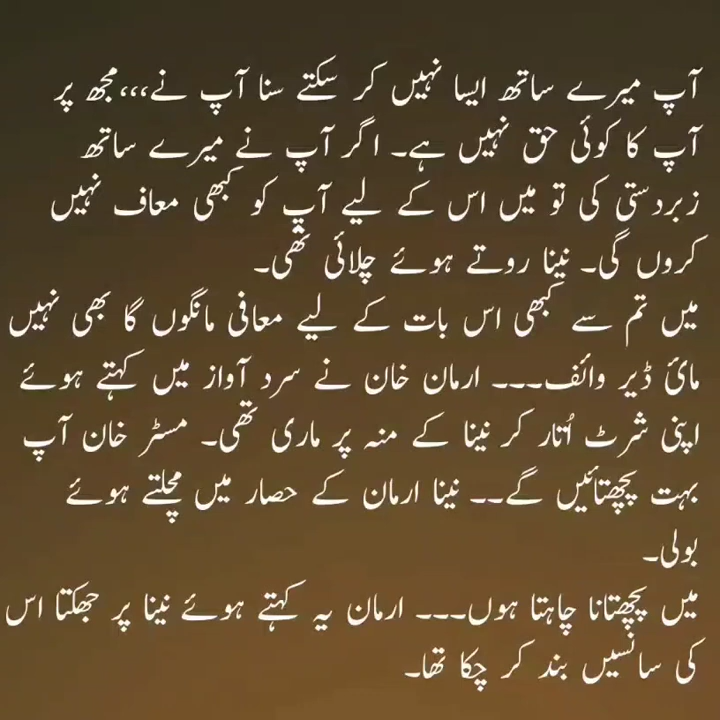 آپ میرے ساتھ ایسا نہیں کر سکتے سنا آپ نے،،،مجھ پر
آپ کا کوئی حق نہیں ہے۔ اگر آپ نے میرے ساتھ
زبردستی کی تو میں اس کے لیے آپ کو کبھی معاف نہیں
کروں گی۔ نینا روتے ہوئے چلائی تھی۔
میں تم سے کبھی اس بات کے لیے معافی مانگوں گا بھی نہیں
مائ ڈیر وائف۔۔۔ ارمان خان نے سرد آواز میں کہتے ہوئے
اپنی شرٹ اُتار کر نینا کے منہ پر ماری تھی۔ مسٹر خان آپ
بہت پچھتائیں گے۔۔ نینا ارمان کے حصار میں مچلتے ہوئے
بولی۔
میں پچھتانا چاہتا ہوں۔۔۔ ارمان یہ کہتے ہوئے نینا پر جھکتا اس
کی سانسیں بند کر چکا تھا۔